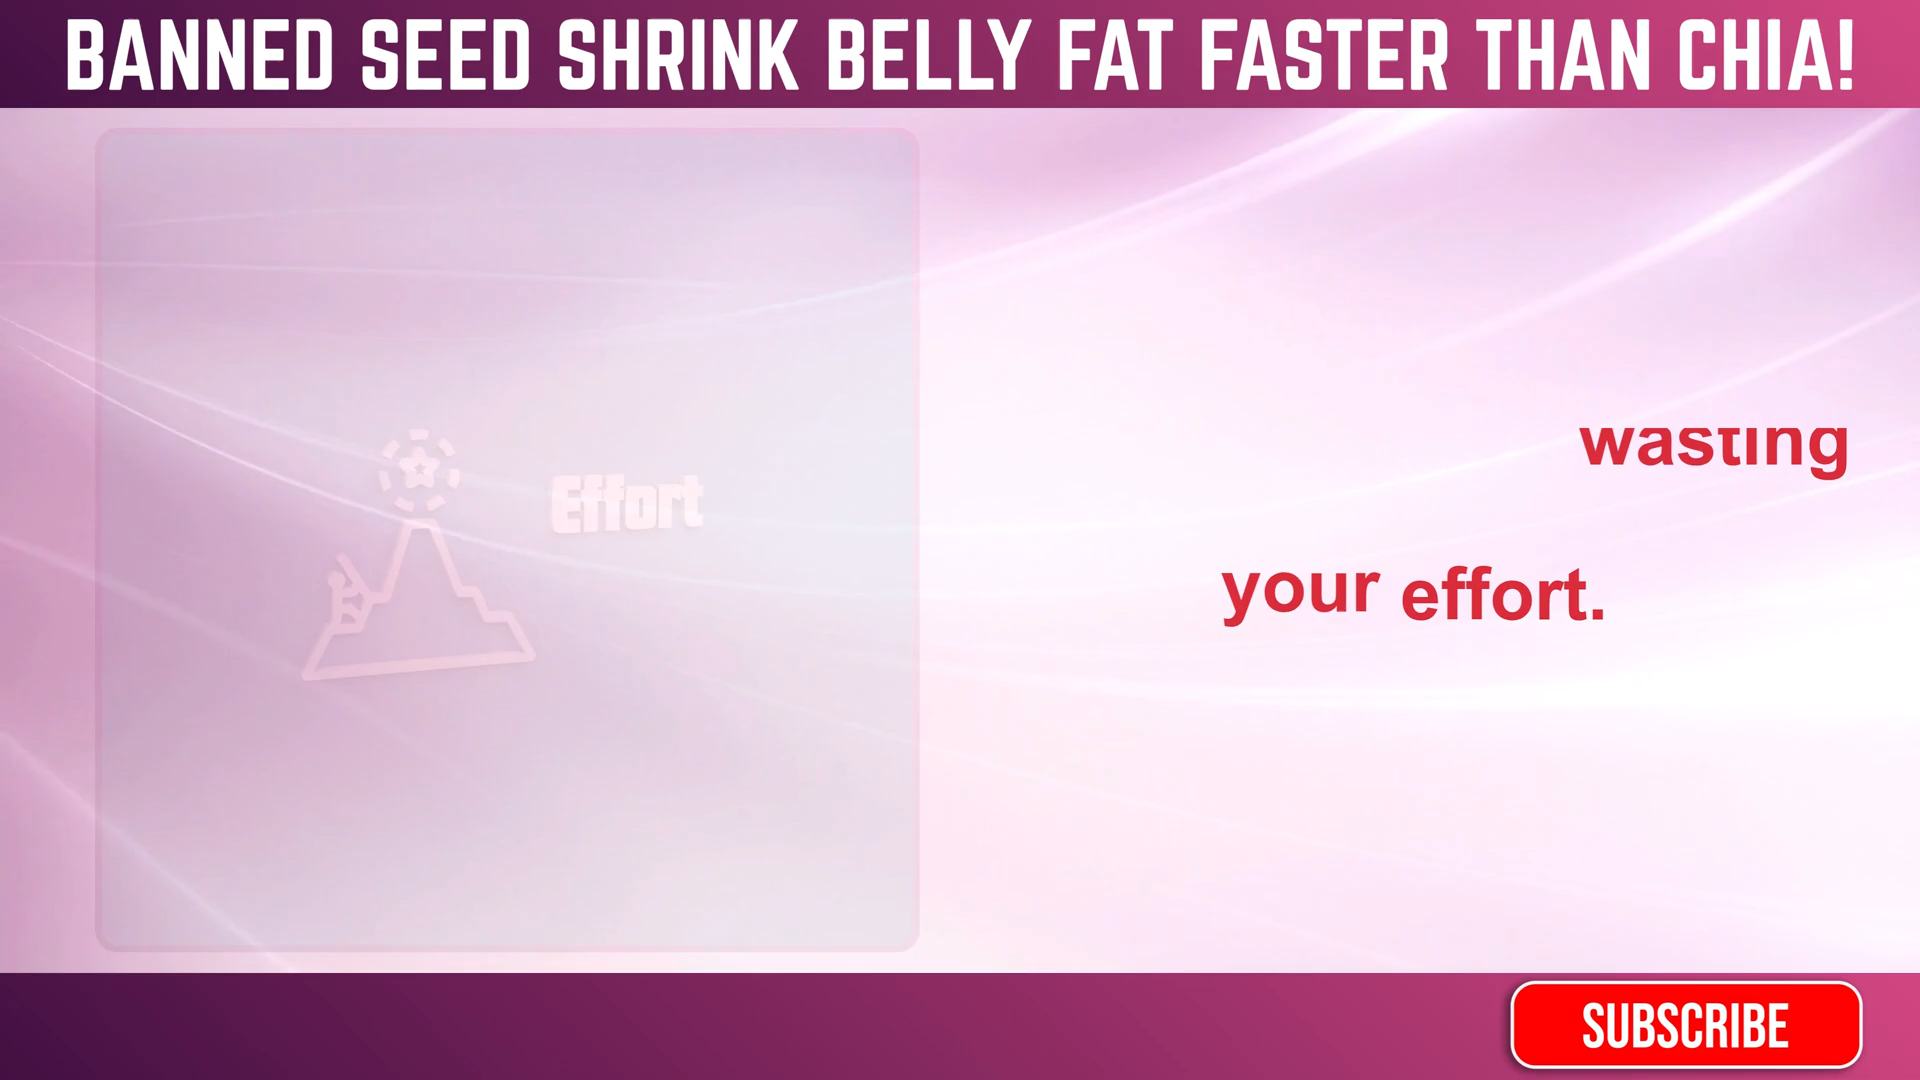 BANNED SEED SHRINK BELLY FAT FASTER THAN CHIA!
Effort
wasting
your effort.
SUBSCRIBE